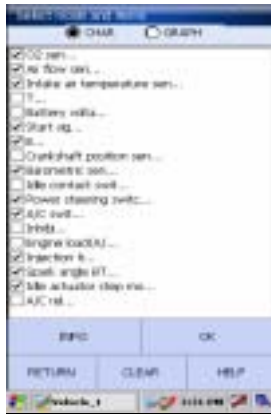 CHAR GRAPH
O2 sen...
Air flow sen...
Intake air temperature sen...
T...
Battery volta...
Start sig...
Crankshaft position sen...
Barometric sen...
Idle contact swit...
Power steering switc...
A/C swit...
Engine load(A/...
Injection ti...
Spark angle BT...
Idle actuator step mo...
A/C rel...
INFO OK
RETURN CLEAR HELP
Vehicle_1